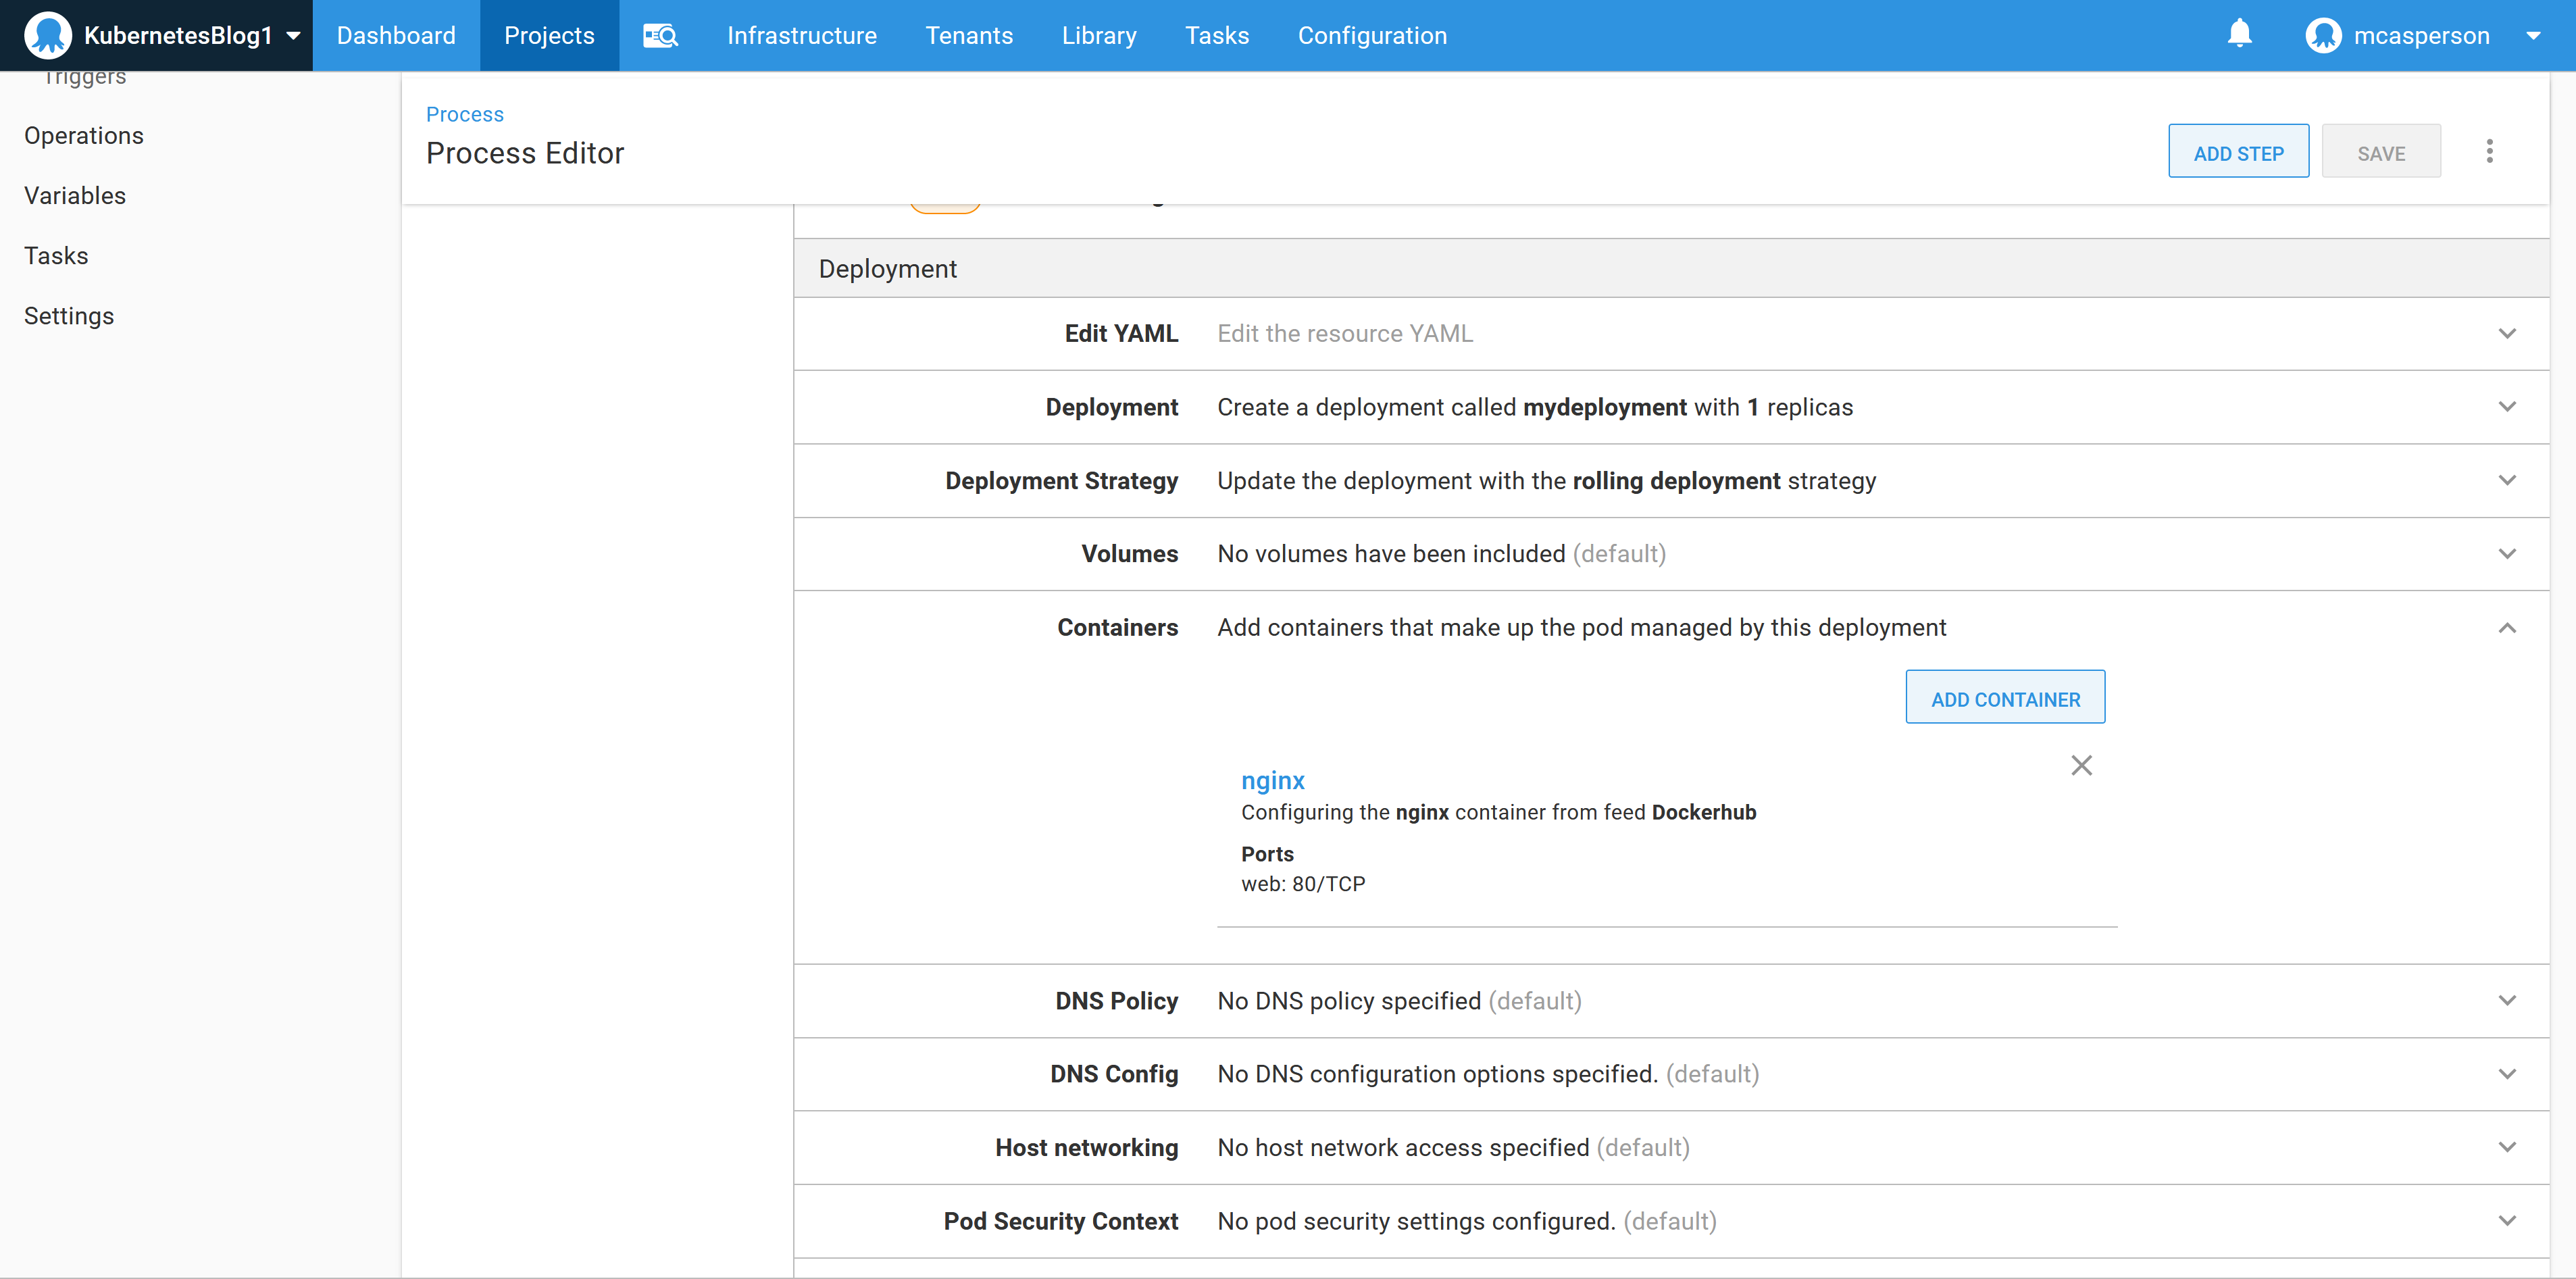 KubernetesBlog1
Dashboard
Projects
Infrastructure
Tenants
Library
Tasks
Configuration
mcasperson
Triggers
Operations
Variables
Tasks
Settings
Process
Process Editor
ADD STEP
SAVE
Deployment
Edit YAML Edit the resource YAML
Deployment Create a deployment called mydeployment with 1 replicas
Deployment Strategy Update the deployment with the rolling deployment strategy
Volumes No volumes have been included (default)
Containers Add containers that make up the pod managed by this deployment
ADD CONTAINER
nginx
Configuring the nginx container from feed Dockerhub
Ports
web: 80/TCP
DNS Policy No DNS policy specified (default)
DNS Config No DNS configuration options specified. (default)
Host networking No host network access specified (default)
Pod Security Context No pod security settings configured. (default)